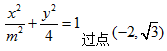 x²/m² + y²/4 = 1 过点 (−2, √3)